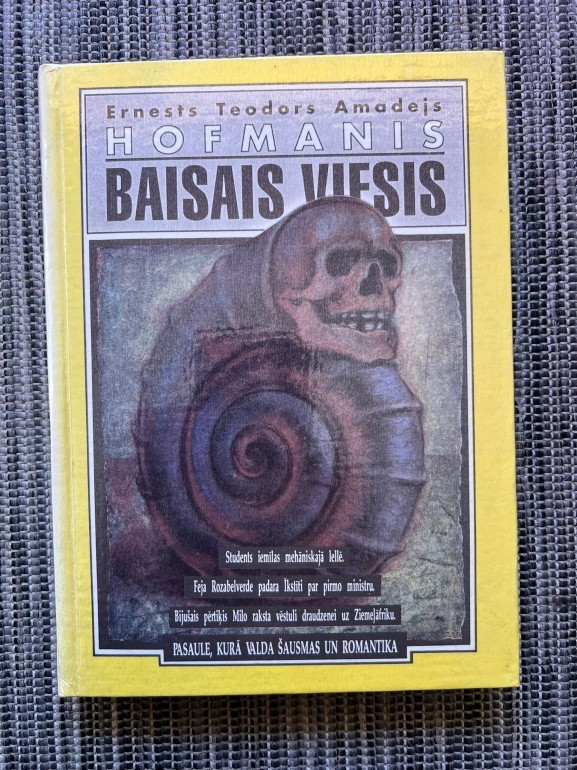 Ernests Teodors Amadejs
HOFMANIS
BAISAIS VIESIS
Students iemīlas mehāniskajā lellē.
Feja Rozabelverde padara Īkstīti par pirmo ministru.
Bijušais pērtiķis Milo raksta vēstuli draudzenei uz Ziemeļāfriku.
PASAULE, KURĀ VALDA ŠAUSMAS UN ROMANTIKA